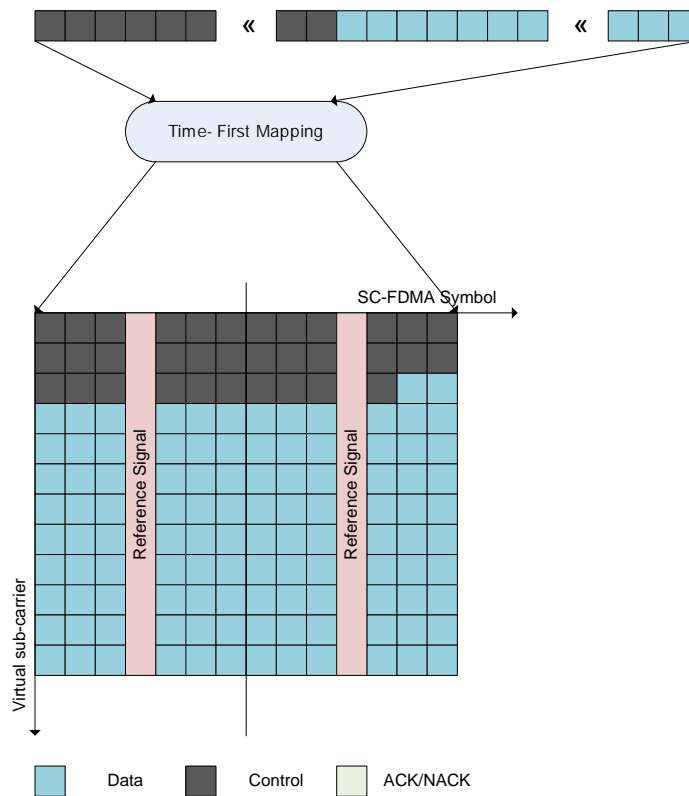 « «
Time- First Mapping
SC-FDMA Symbol
Reference Signal
Reference Signal
Virtual sub-carrier
Data Control ACK/NACK